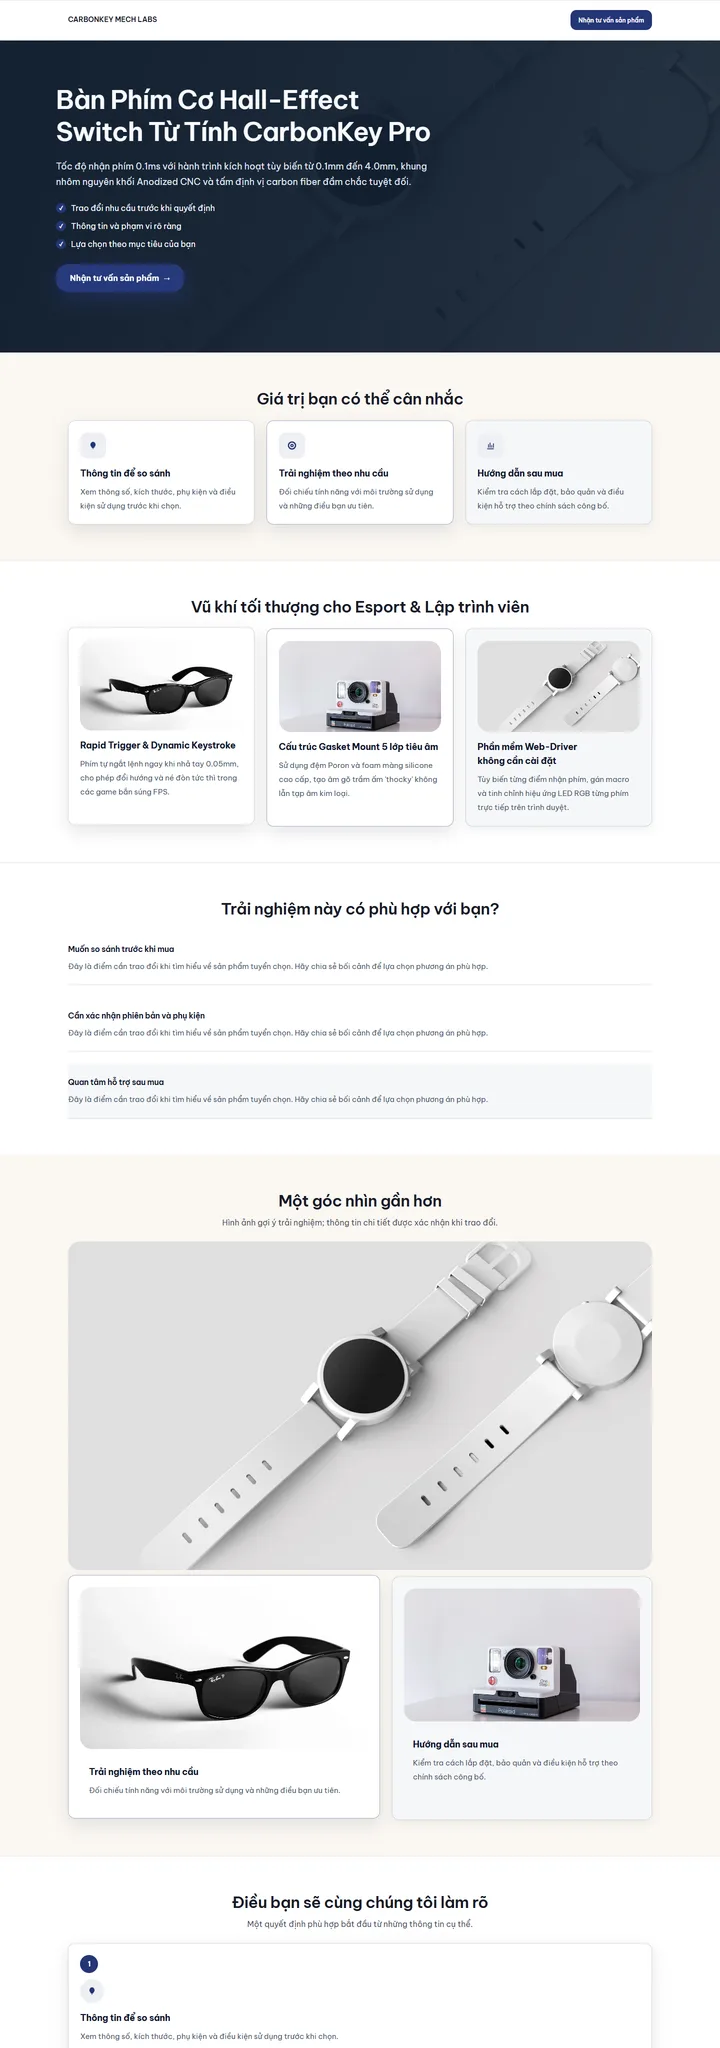 CARBONKEY MECH LABS
Nhận tư vấn sản phẩm
Bàn Phím Cơ Hall-Effect
Switch Từ Tính CarbonKey Pro
Tốc độ nhận phím 0.1ms với hành trình kích hoạt tùy biến từ 0.1mm đến 4.0mm, khung
nhôm nguyên khối Anodized CNC và tấm định vị carbon fiber đầm chắc tuyệt đối.
Trao đổi nhu cầu trước khi quyết định
Thông tin và phạm vi rõ ràng
Lựa chọn theo mục tiêu của bạn
Nhận tư vấn sản phẩm →
Giá trị bạn có thể cân nhắc
Thông tin để so sánh
Xem thông số, kích thước, phụ kiện và điều
kiện sử dụng trước khi chọn.
Trải nghiệm theo nhu cầu
Đối chiếu tính năng với môi trường sử dụng
và những điều bạn ưu tiên.
Hướng dẫn sau mua
Kiểm tra cách lắp đặt, bảo quản và điều
kiện hỗ trợ theo chính sách công bố.
Vũ khí tối thượng cho Esport & Lập trình viên
Rapid Trigger & Dynamic Keystroke
Phím tự ngắt lệnh ngay khi nhả tay 0.05mm,
cho phép đổi hướng và né đòn tức thì trong
các game bắn súng FPS.
Cấu trúc Gasket Mount 5 lớp tiêu âm
Sử dụng đệm Poron và foam màng silicone
cao cấp, tạo âm gõ trầm ấm 'thocky' không
lẫn tạp âm kim loại.
Phần mềm Web-Driver
không cần cài đặt
Tùy biến từng điểm nhận phím, gán macro
và tinh chỉnh hiệu ứng LED RGB từng phím
trực tiếp trên trình duyệt.
Trải nghiệm này có phù hợp với bạn?
Muốn so sánh trước khi mua
Đây là điểm cần trao đổi khi tìm hiểu về sản phẩm tuyển chọn. Hãy chia sẻ bối cảnh để lựa chọn phương án phù hợp.
Cần xác nhận phiên bản và phụ kiện
Đây là điểm cần trao đổi khi tìm hiểu về sản phẩm tuyển chọn. Hãy chia sẻ bối cảnh để lựa chọn phương án phù hợp.
Quan tâm hỗ trợ sau mua
Đây là điểm cần trao đổi khi tìm hiểu về sản phẩm tuyển chọn. Hãy chia sẻ bối cảnh để lựa chọn phương án phù hợp.
Một góc nhìn gần hơn
Hình ảnh gợi ý trải nghiệm; thông tin chi tiết được xác nhận khi trao đổi.
Polaroid
Trải nghiệm theo nhu cầu
Đối chiếu tính năng với môi trường sử dụng và những điều bạn ưu tiên.
Hướng dẫn sau mua
Kiểm tra cách lắp đặt, bảo quản và điều kiện hỗ trợ theo
chính sách công bố.
Điều bạn sẽ cùng chúng tôi làm rõ
Một quyết định phù hợp bắt đầu từ những thông tin cụ thể.
1
Thông tin để so sánh
Xem thông số, kích thước, phụ kiện và điều kiện sử dụng trước khi chọn.